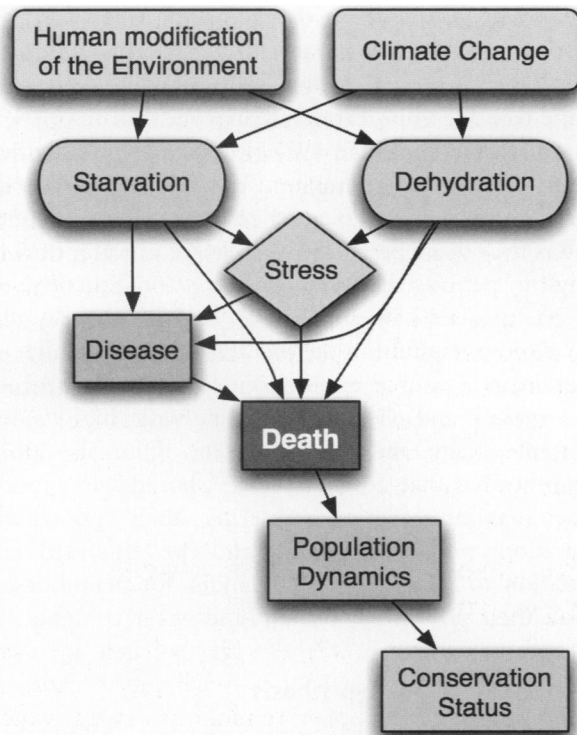 Human modification
of the Environment
Climate Change
Starvation
Dehydration
Stress
Disease
Death
Population
Dynamics
Conservation
Status